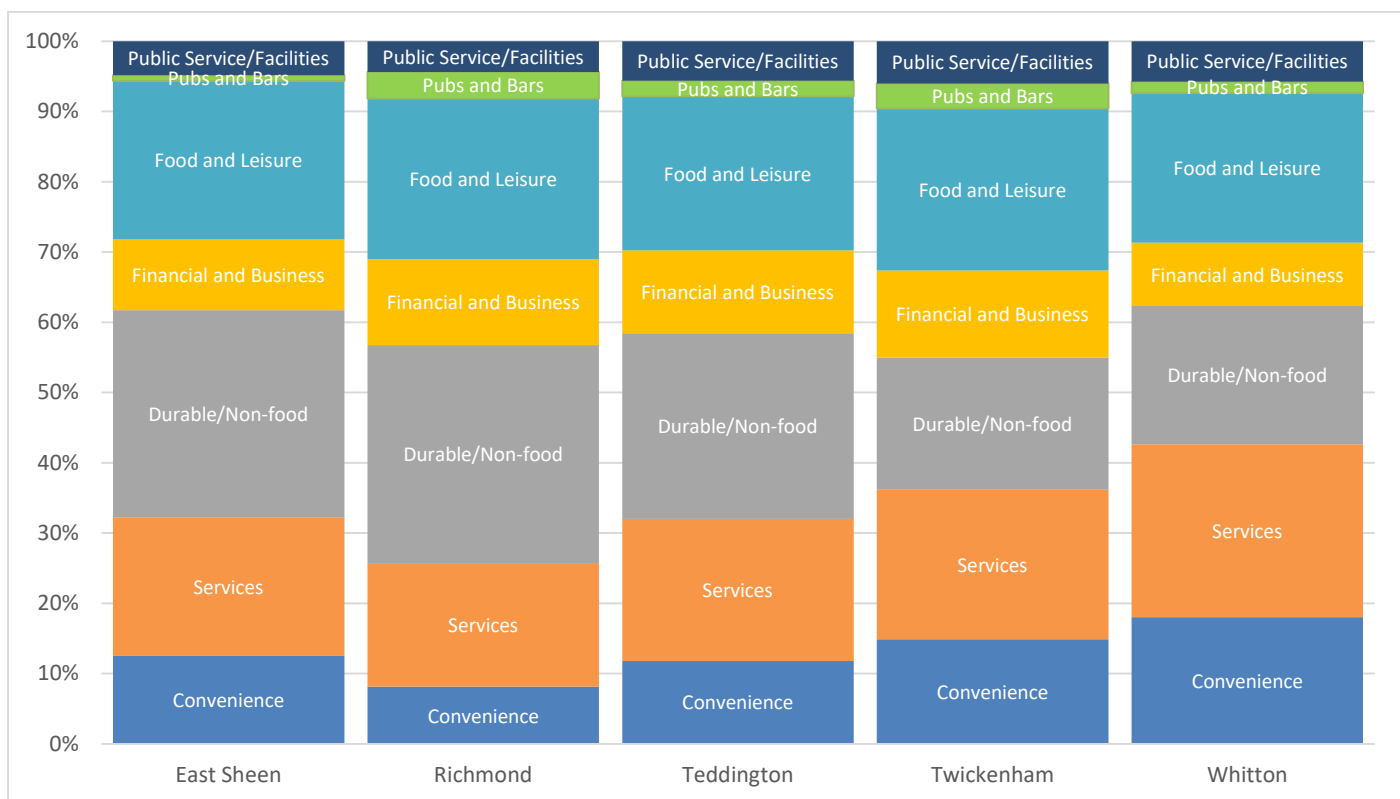 100%
90%
80%
70%
60%
50%
40%
30%
20%
10%
0%
Public Service/Facilities
Pubs and Bars
Food and Leisure
Financial and Business
Durable/Non-food
Services
Convenience
Public Service/Facilities
Pubs and Bars
Food and Leisure
Financial and Business
Durable/Non-food
Services
Convenience
Public Service/Facilities
Pubs and Bars
Food and Leisure
Financial and Business
Durable/Non-food
Services
Convenience
Public Service/Facilities
Pubs and Bars
Food and Leisure
Financial and Business
Durable/Non-food
Services
Convenience
Public Service/Facilities
Pubs and Bars
Food and Leisure
Financial and Business
Durable/Non-food
Services
Convenience
East Sheen
Richmond
Teddington
Twickenham
Whitton